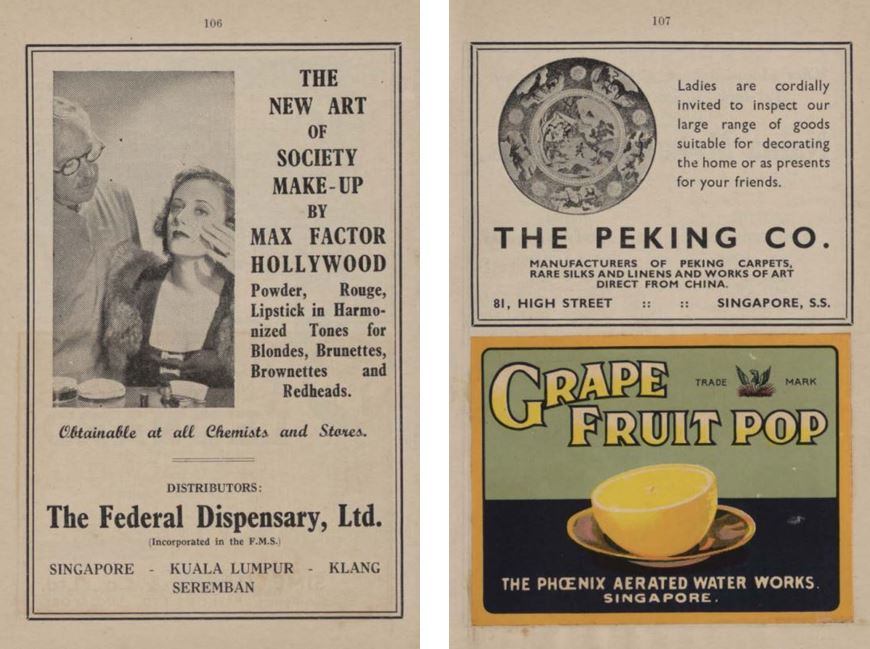 106
THE
NEW ART
OF
SOCIETY
MAKE-UP
BY
MAX FACTOR
HOLLYWOOD
Powder, Rouge,
Lipstick in Harmo-
nized Tones for
Blondes, Brunettes,
Brownettes and
Redheads.
Obtainable at all Chemists and Stores.
DISTRIBUTORS:
The Federal Dispensary, Ltd.
(Incorporated in the F.M.S.)
SINGAPORE - KUALA LUMPUR - KLANG
SEREMBAN
107
Ladies are cordially
invited to inspect our
large range of goods
suitable for decorating
the home or as presents
for your friends.
THE PEKING CO.
MANUFACTURERS OF PEKING CARPETS,
RARE SILKS AND LINENS AND WORKS OF ART
DIRECT FROM CHINA.
81, HIGH STREET :: :: SINGAPORE, S.S.
GRAPE
TRADE MARK
FRUIT POP
THE PHŒNIX AERATED WATER WORKS.
SINGAPORE.